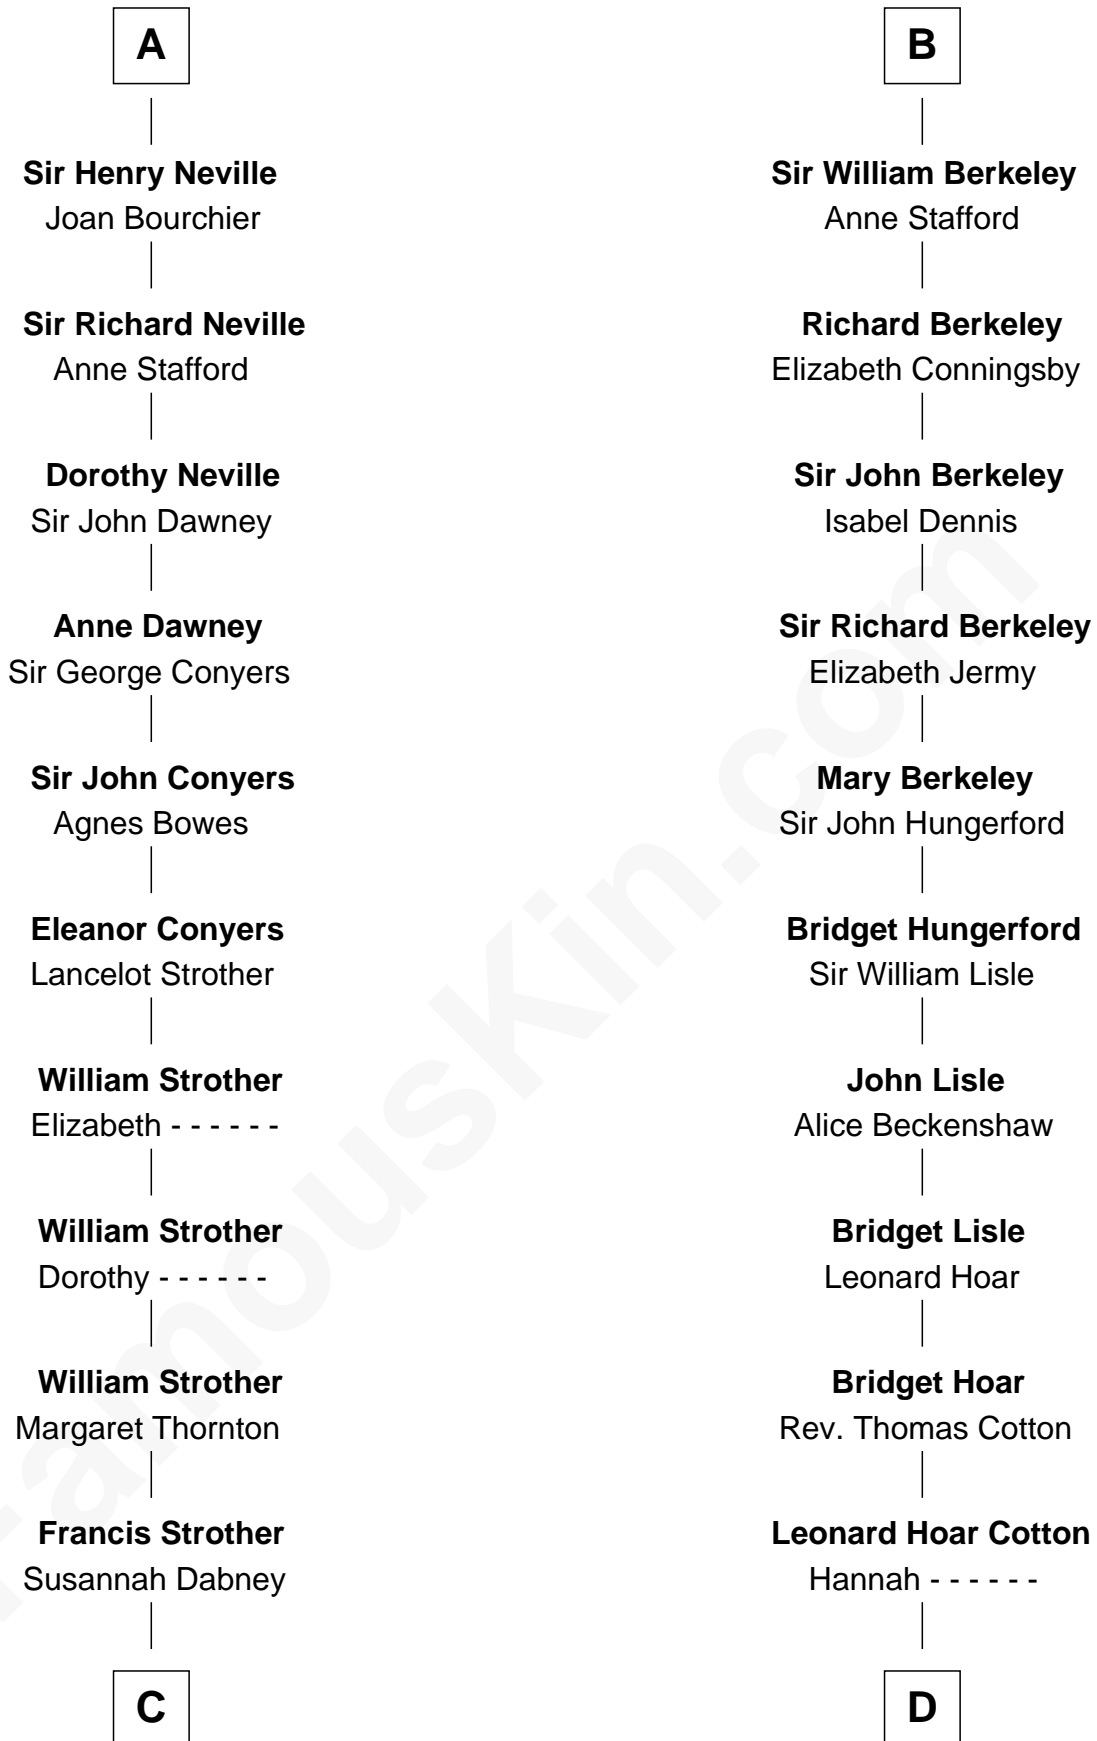 A
Sir Henry Neville
Joan Bourchier
Sir Richard Neville
Anne Stafford
Dorothy Neville
Sir John Dawney
Anne Dawney
Sir George Conyers
Sir John Conyers
Agnes Bowes
Eleanor Conyers
Lancelot Strother
William Strother
Elizabeth - - - - - -
William Strother
Dorothy - - - - - -
William Strother
Margaret Thornton
Francis Strother
Susannah Dabney
C
B
Sir William Berkeley
Anne Stafford
Richard Berkeley
Elizabeth Conningsby
Sir John Berkeley
Isabel Dennis
Sir Richard Berkeley
Elizabeth Jermy
Mary Berkeley
Sir John Hungerford
Bridget Hungerford
Sir William Lisle
John Lisle
Alice Beckenshaw
Bridget Lisle
Leonard Hoar
Bridget Hoar
Rev. Thomas Cotton
Leonard Hoar Cotton
Hannah - - - - - -
D
FamousKin.com